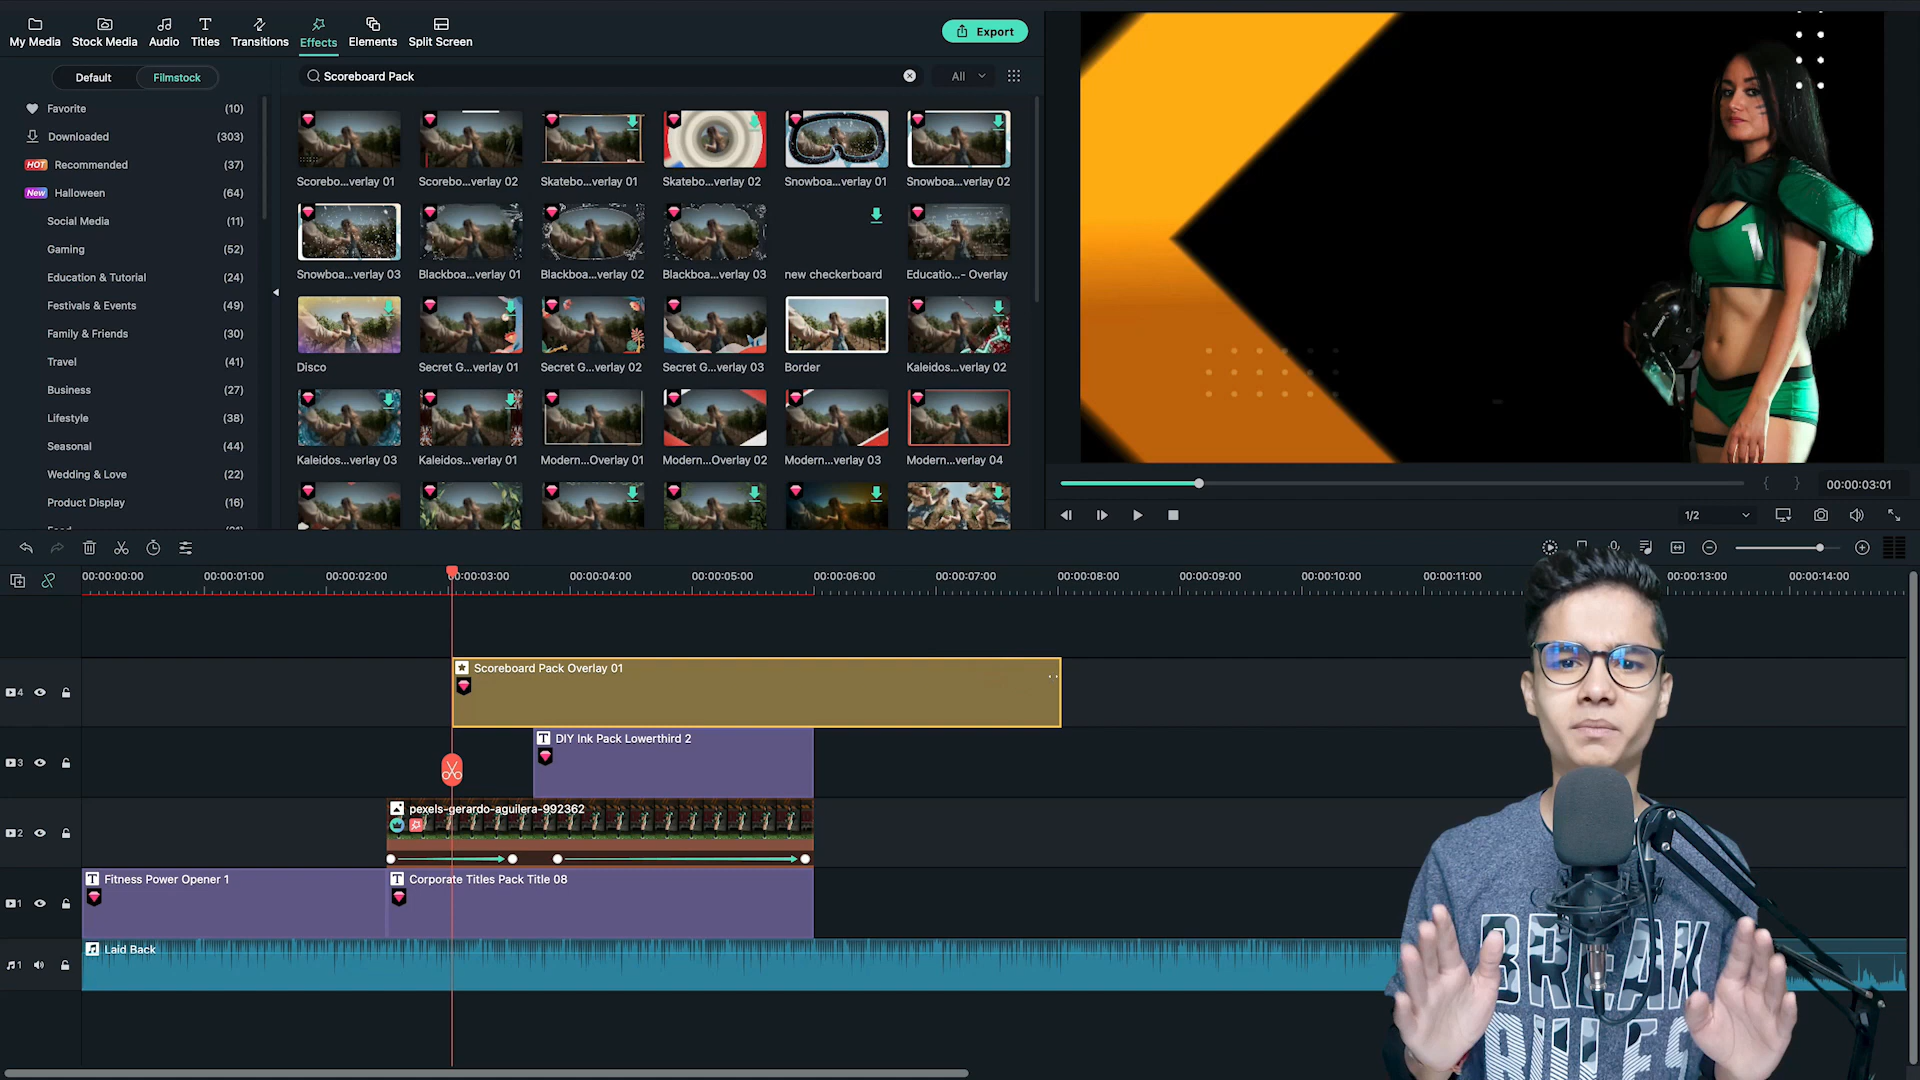 My Media
Stock Media
Audio
Titles
Transitions
Effects
Elements
Split Screen
Export
Default
Filmstock
Scoreboard Pack
All
Favorite (10)
Downloaded (303)
HOT Recommended (37)
New Halloween (64)
Social Media (11)
Gaming (52)
Education & Tutorial (24)
Festivals & Events (49)
Family & Friends (30)
Travel (41)
Business (27)
Lifestyle (38)
Seasonal (44)
Wedding & Love (22)
Product Display (16)
Scorebo...verlay 01
Scorebo...verlay 02
Skatebo...verlay 01
Skatebo...verlay 02
Snowboa...verlay 01
Snowboa...verlay 02
Snowboa...verlay 03
Blackboa...verlay 01
Blackboa...verlay 02
Blackboa...verlay 03
new checkerboard
Educatio...- Overlay
Disco
Secret G...verlay 01
Secret G...verlay 02
Secret G...verlay 03
Border
Kaleidos...verlay 02
Kaleidos...verlay 03
Kaleidos...verlay 01
Modern...Overlay 01
Modern...Overlay 02
Modern...verlay 03
Modern...verlay 04
1
00:00:03:01
1/2
00:00:00:00
00:00:01:00
00:00:02:00
00:00:03:00
00:00:04:00
00:00:05:00
00:00:06:00
00:00:07:00
00:00:08:00
00:00:09:00
00:00:10:00
00:00:11:00
00:00:13:00
00:00:14:00
4
Scoreboard Pack Overlay 01
3
DIY Ink Pack Lowerthird 2
2
pexels-gerardo-aguilera-992362
1
Fitness Power Opener 1
Corporate Titles Pack Title 08
1
Laid Back
BREAK
RULES